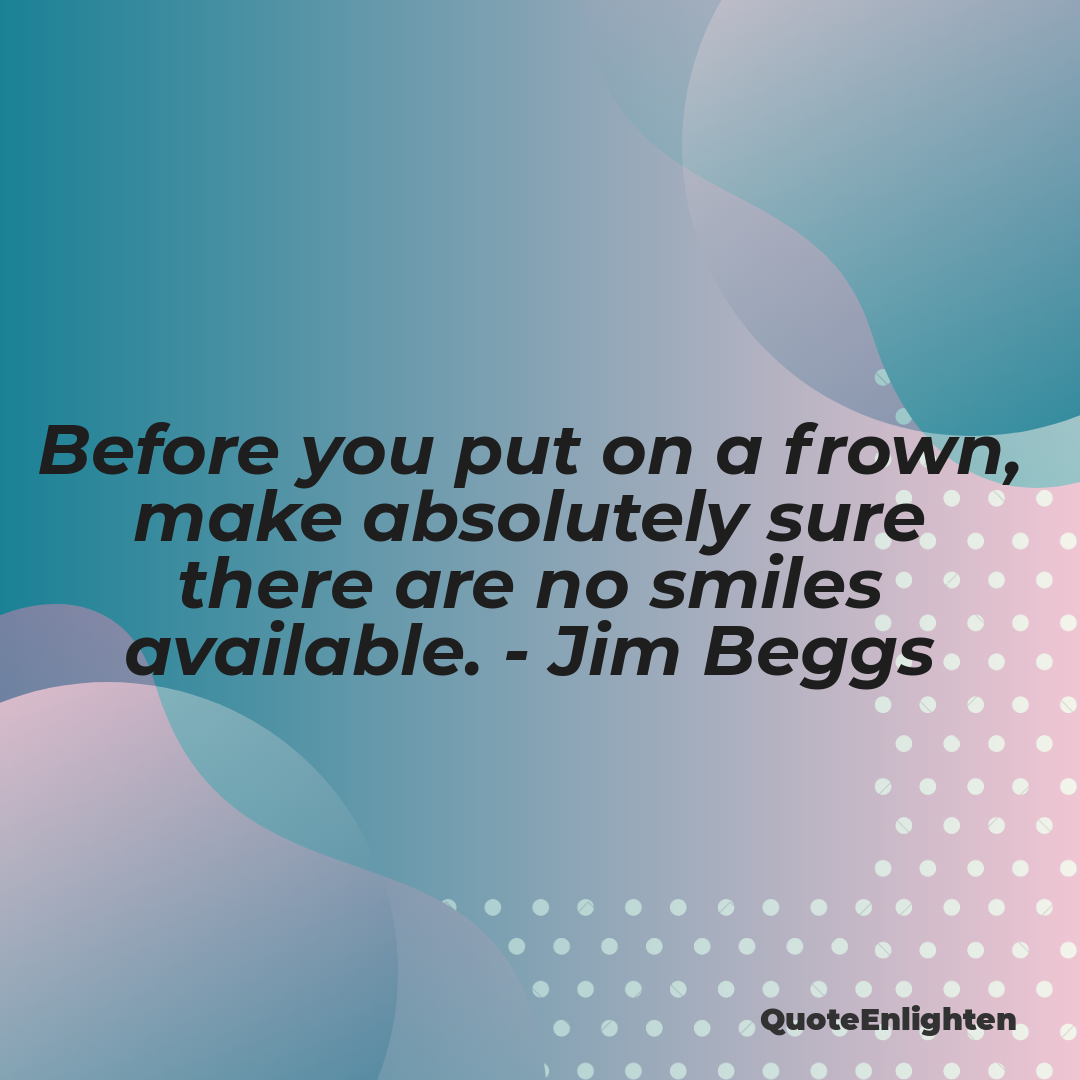 Before you put on a frown,
make absolutely sure
there are no smiles
available. - Jim Beggs
QuoteEnlighten